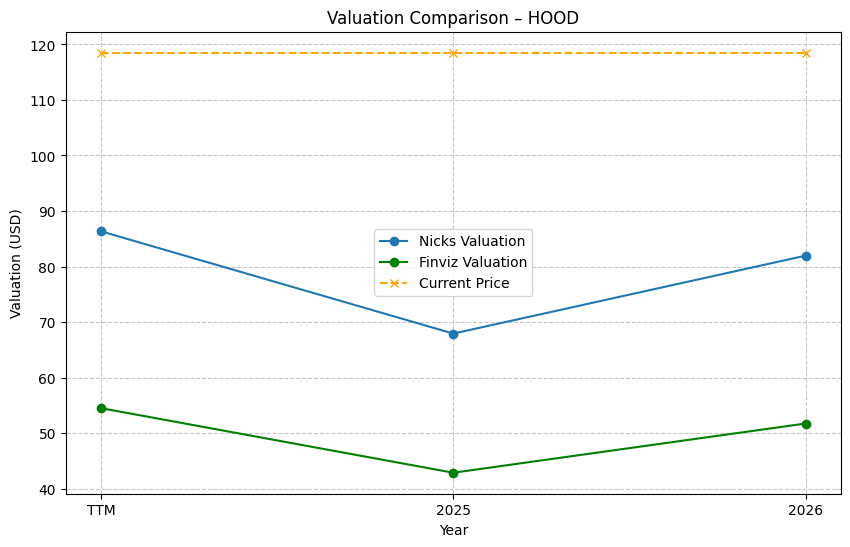 Valuation Comparison – HOOD
Valuation (USD)
120
110
100
90
80
70
60
50
40
Nicks Valuation
Finviz Valuation
Current Price
TTM 2025 2026
Year